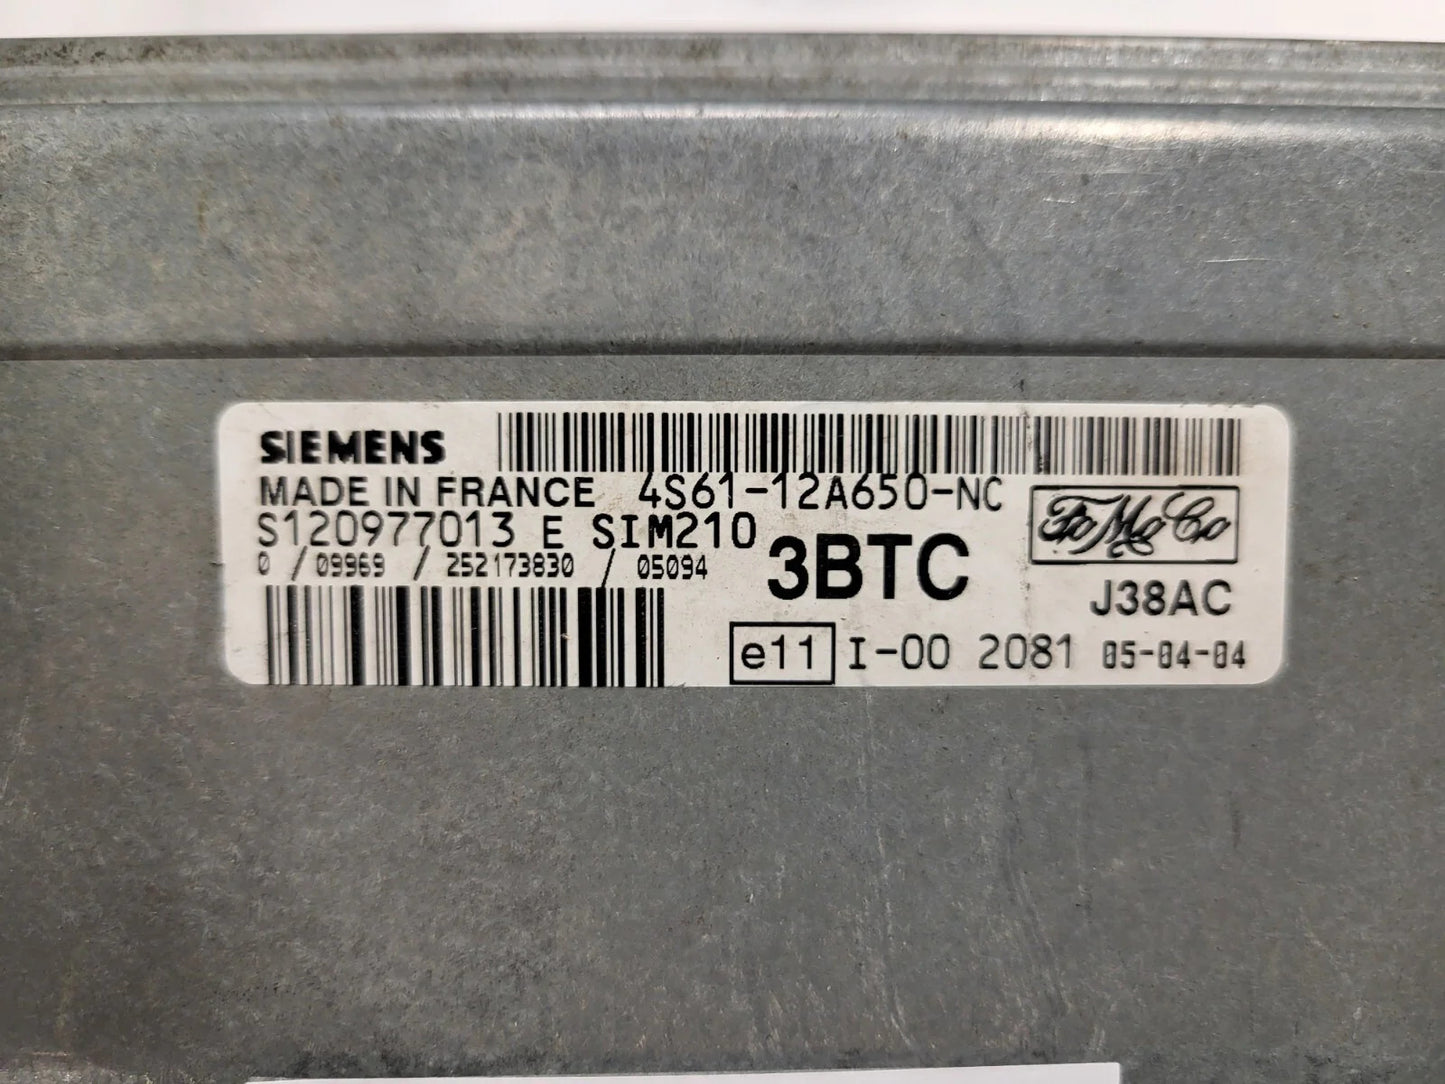 SIEMENS
MADE IN FRANCE 4S61-12A650-NC
S120977013 E SIM210
FoMoCo
0 / 09969 / 252173830 / 05094
3BTC
J38AC
e11 I-00 2081 05-04-04